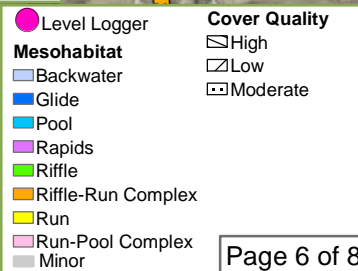 Level Logger
Mesohabitat
Backwater
Glide
Pool
Rapids
Riffle
Riffle-Run Complex
Run
Run-Pool Complex
Minor
Cover Quality
High
Low
Moderate
Page 6 of 8